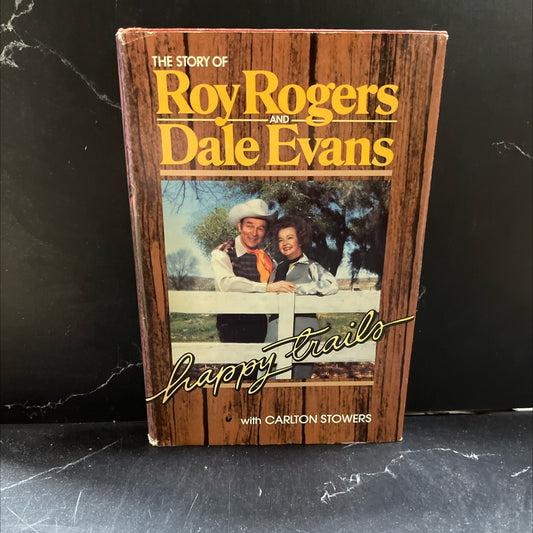 THE STORY OF
Roy Rogers
AND
Dale Evans
happy trails
with CARLTON STOWERS